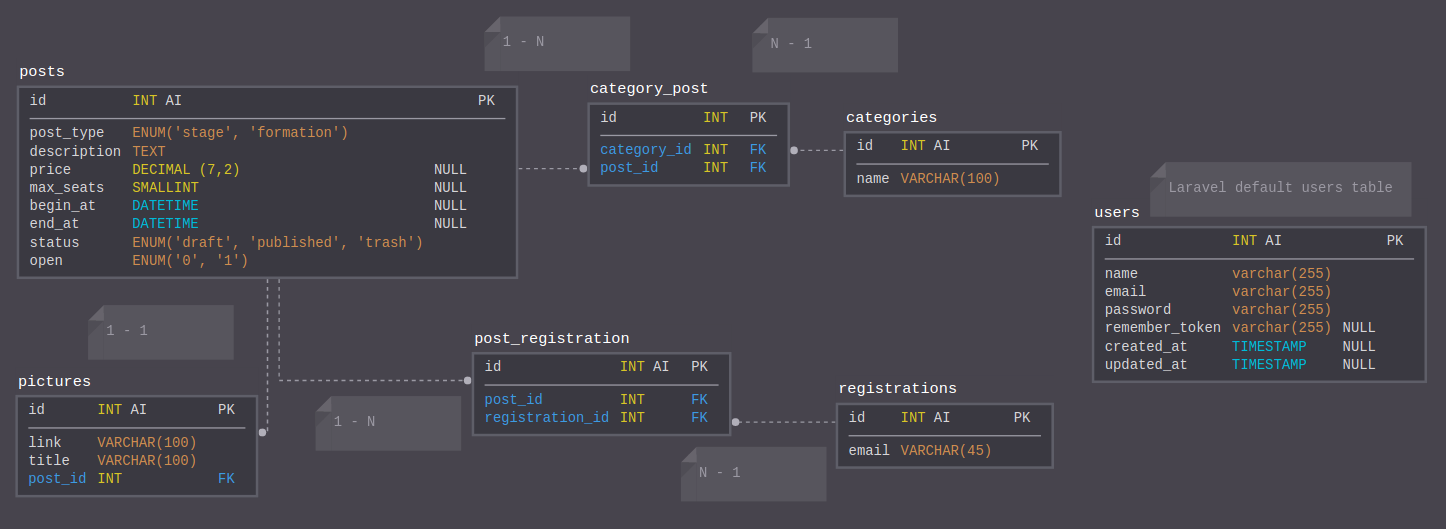 1 - N
N - 1
posts
id INT AI PK
post_type ENUM('stage', 'formation')
description TEXT
price DECIMAL (7,2) NULL
max_seats SMALLINT NULL
begin_at DATETIME NULL
end_at DATETIME NULL
status ENUM('draft', 'published', 'trash')
open ENUM('0', '1')
category_post
id INT PK
category_id INT FK
post_id INT FK
categories
id INT AI PK
name VARCHAR(100)
Laravel default users table
users
id INT AI PK
name varchar(255)
email varchar(255)
password varchar(255)
remember_token varchar(255) NULL
created_at TIMESTAMP NULL
updated_at TIMESTAMP NULL
1 - 1
pictures
id INT AI PK
link VARCHAR(100)
title VARCHAR(100)
post_id INT FK
1 - N
post_registration
id INT AI PK
post_id INT FK
registration_id INT FK
N - 1
registrations
id INT AI PK
email VARCHAR(45)